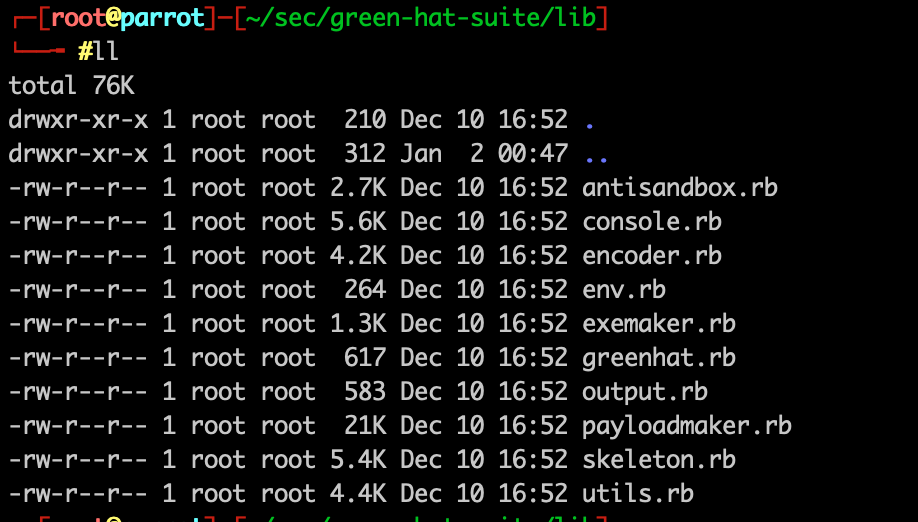 ┌─[root@parrot]─[~/sec/green-hat-suite/lib]
└──╼ #ll
total 76K
drwxr-xr-x 1 root root  210 Dec 10 16:52 .
drwxr-xr-x 1 root root  312 Jan  2 00:47 ..
-rw-r--r-- 1 root root 2.7K Dec 10 16:52 antisandbox.rb
-rw-r--r-- 1 root root 5.6K Dec 10 16:52 console.rb
-rw-r--r-- 1 root root 4.2K Dec 10 16:52 encoder.rb
-rw-r--r-- 1 root root  264 Dec 10 16:52 env.rb
-rw-r--r-- 1 root root 1.3K Dec 10 16:52 exemaker.rb
-rw-r--r-- 1 root root  617 Dec 10 16:52 greenhat.rb
-rw-r--r-- 1 root root  583 Dec 10 16:52 output.rb
-rw-r--r-- 1 root root  21K Dec 10 16:52 payloadmaker.rb
-rw-r--r-- 1 root root 5.4K Dec 10 16:52 skeleton.rb
-rw-r--r-- 1 root root 4.4K Dec 10 16:52 utils.rb
┌─[root@parrot]─[~/sec/green-hat-suite/lib]